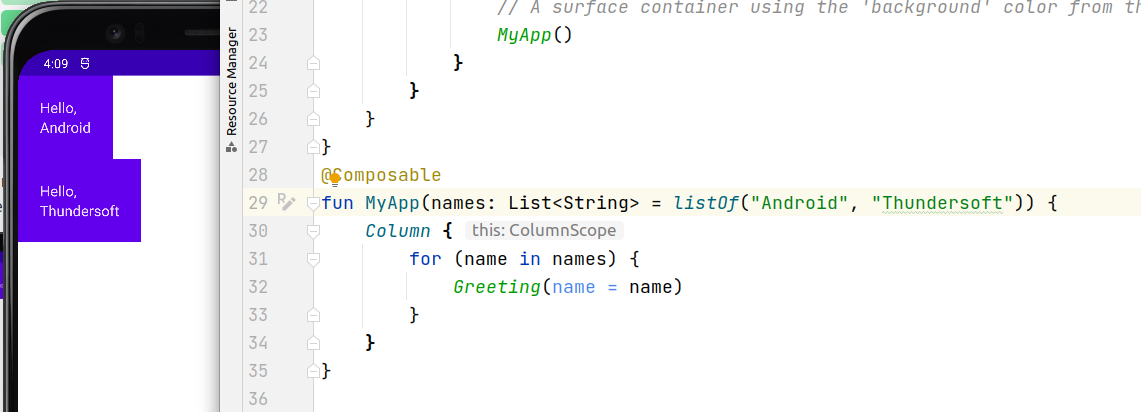 4:09
Hello,
Android
Hello,
Thundersoft
Resource Manager
22 // A surface container using the 'background' color from th
23 MyApp()
24 }
25 }
26 }
27 }
28 @Composable
29 fun MyApp(names: List<String> = listOf("Android", "Thundersoft")) {
30 Column { this: ColumnScope
31 for (name in names) {
32 Greeting(name = name)
33 }
34 }
35 }
36